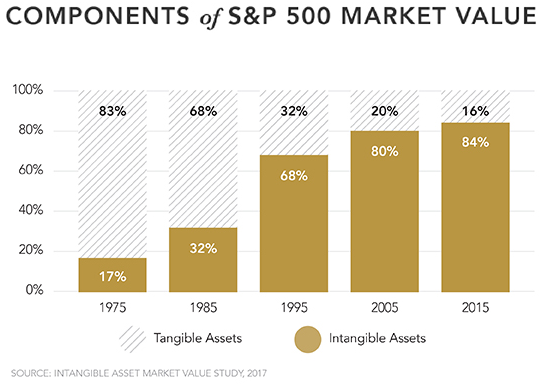 COMPONENTS of S&P 500 MARKET VALUE
100%
83% 68% 32% 20% 16%
80%
84%
80%
60%
68%
40%
32%
20%
17%
0%
1975 1985 1995 2005 2015
Tangible Assets Intangible Assets
SOURCE: INTANGIBLE ASSET MARKET VALUE STUDY, 2017